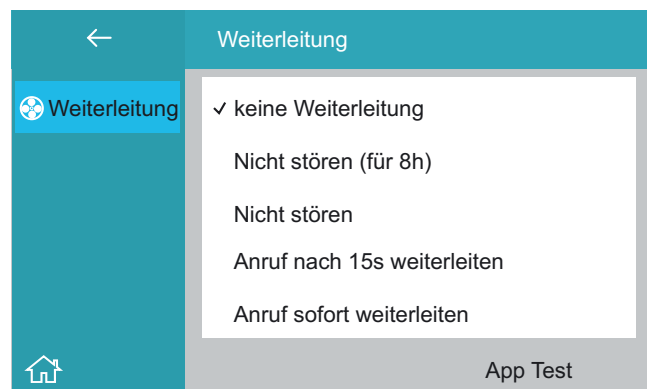 Weiterleitung
Weiterleitung
keine Weiterleitung
Nicht stören (für 8h)
Nicht stören
Anruf nach 15s weiterleiten
Anruf sofort weiterleiten
App Test